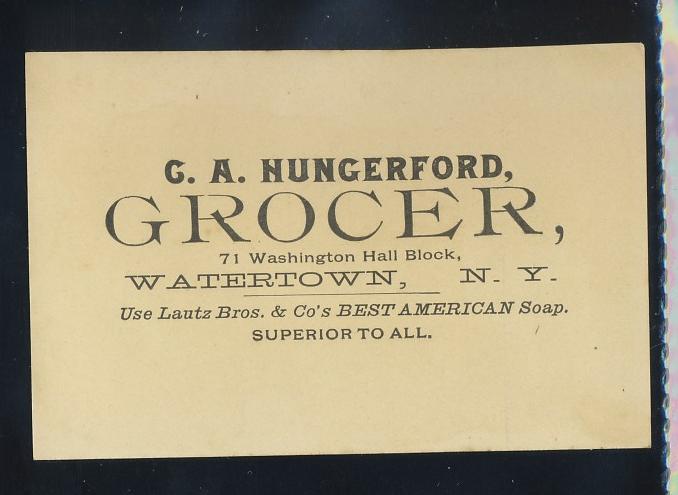 G. A. HUNGERFORD,
GROCER,
71 Washington Hall Block,
WATERTOWN, N. Y.
Use Lautz Bros. & Co's BEST AMERICAN Soap.
SUPERIOR TO ALL.